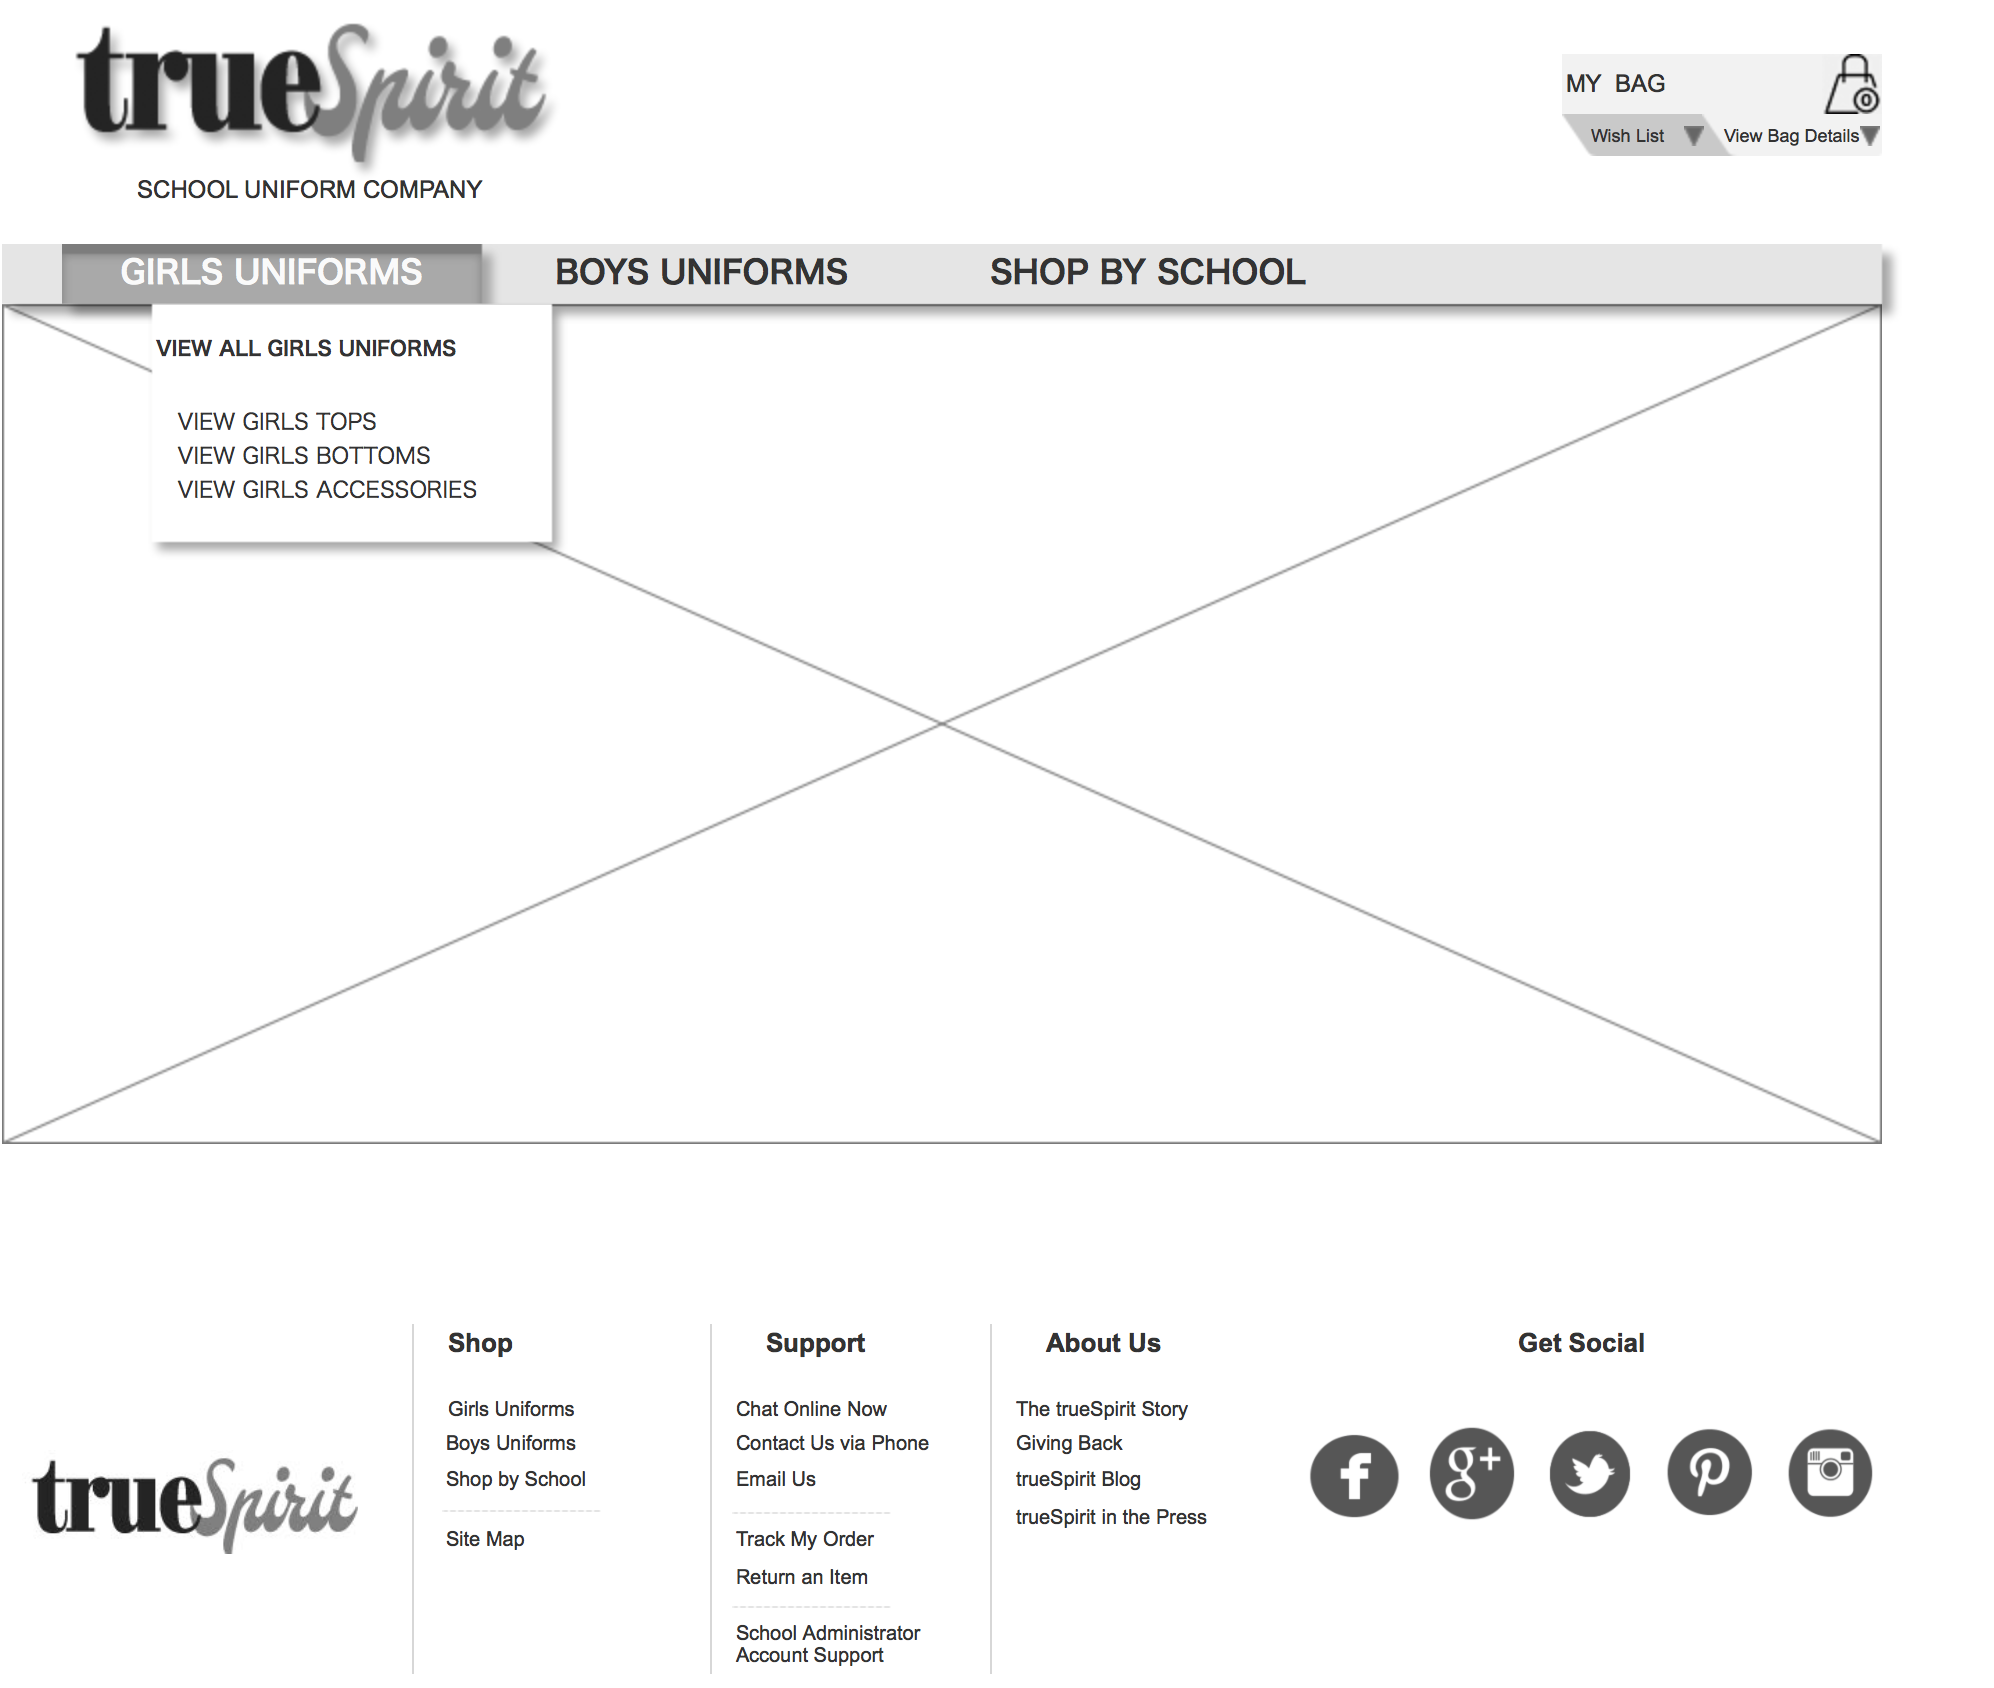 trueSpirit
SCHOOL UNIFORM COMPANY
MY BAG
0
Wish List
View Bag Details
GIRLS UNIFORMS
BOYS UNIFORMS
SHOP BY SCHOOL
VIEW ALL GIRLS UNIFORMS
VIEW GIRLS TOPS
VIEW GIRLS BOTTOMS
VIEW GIRLS ACCESSORIES
trueSpirit
Shop
Girls Uniforms
Boys Uniforms
Shop by School
Site Map
Support
Chat Online Now
Contact Us via Phone
Email Us
Track My Order
Return an Item
School Administrator
Account Support
About Us
The trueSpirit Story
Giving Back
trueSpirit Blog
trueSpirit in the Press
Get Social
f
g+